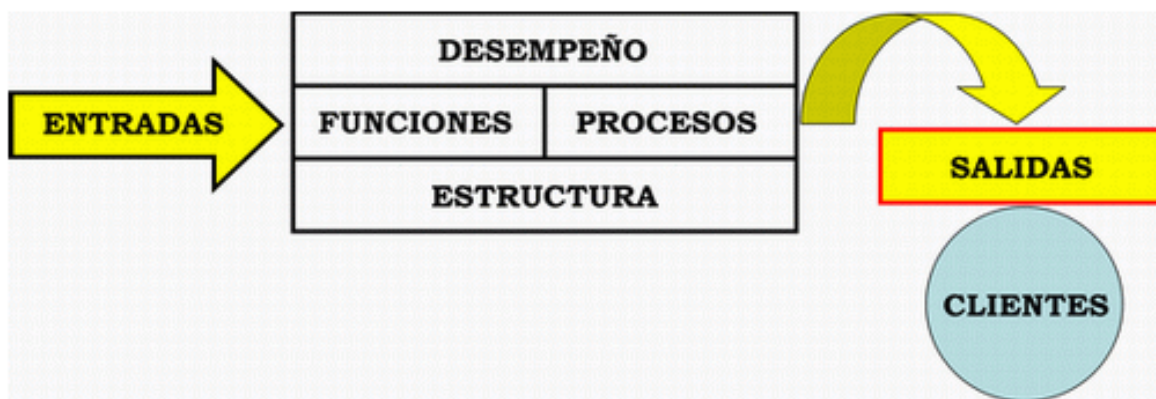 DESEMPEÑO
ENTRADAS
FUNCIONES
PROCESOS
ESTRUCTURA
SALIDAS
CLIENTES